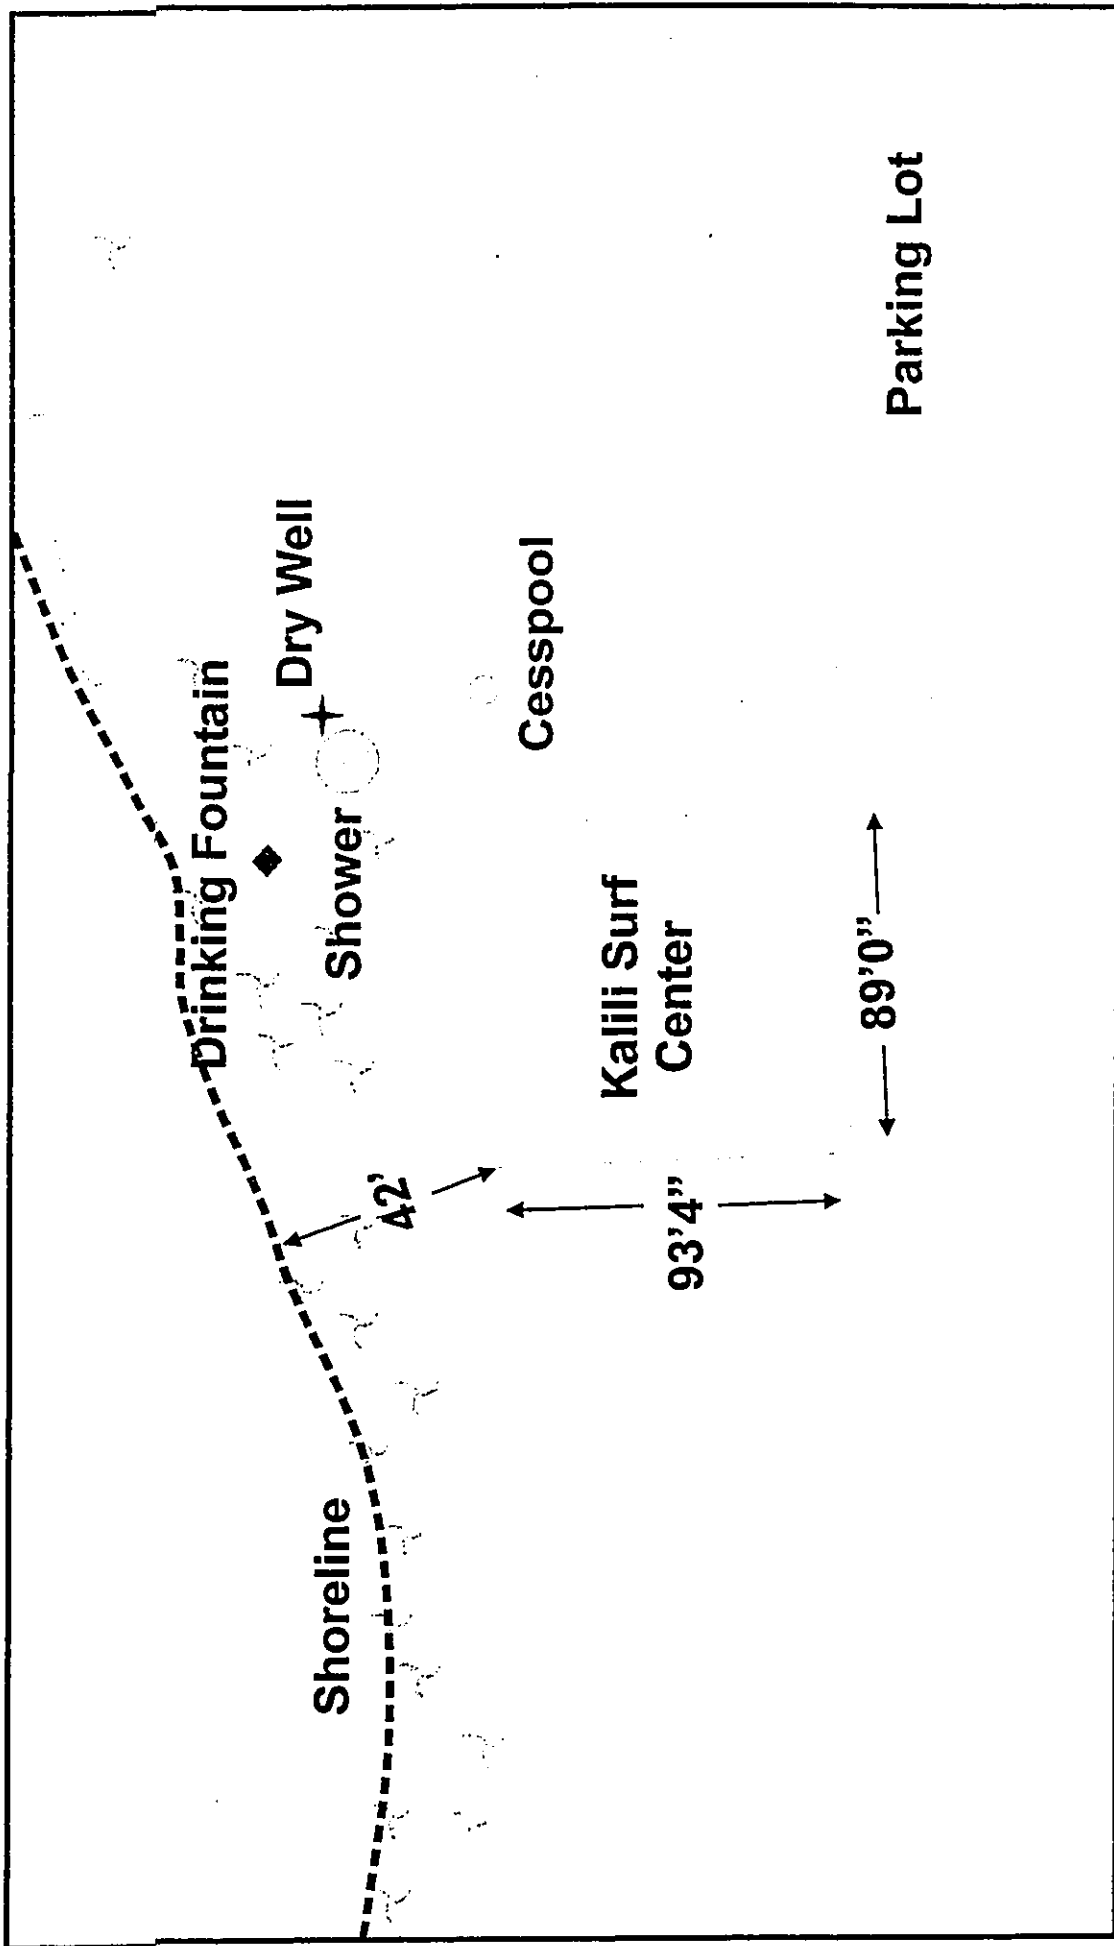 Drinking Fountain
Dry Well
Shoreline
Shower
42'
Cesspool
Kalili Surf
Center
93'4"
89'0"
Parking Lot